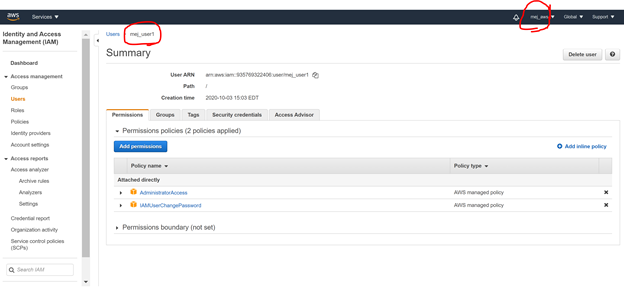 aws Services
mej_aws Global Support
Identity and Access
Management (IAM)
Dashboard
Access management
Groups
Users
Roles
Policies
Identity providers
Account settings
Access reports
Access analyzer
Archive rules
Analyzers
Settings
Credential report
Organization activity
Service control policies
(SCPs)
Search IAM
Users mej_user1
Summary
Delete user
User ARN arn:aws:iam::935769322406:user/mej_user1
Path /
Creation time 2020-10-03 15:03 EDT
Permissions Groups Tags Security credentials Access Advisor
Permissions policies (2 policies applied)
Add permissions Add inline policy
Policy name Policy type
Attached directly
AdministratorAccess AWS managed policy
IAMUserChangePassword AWS managed policy
Permissions boundary (not set)